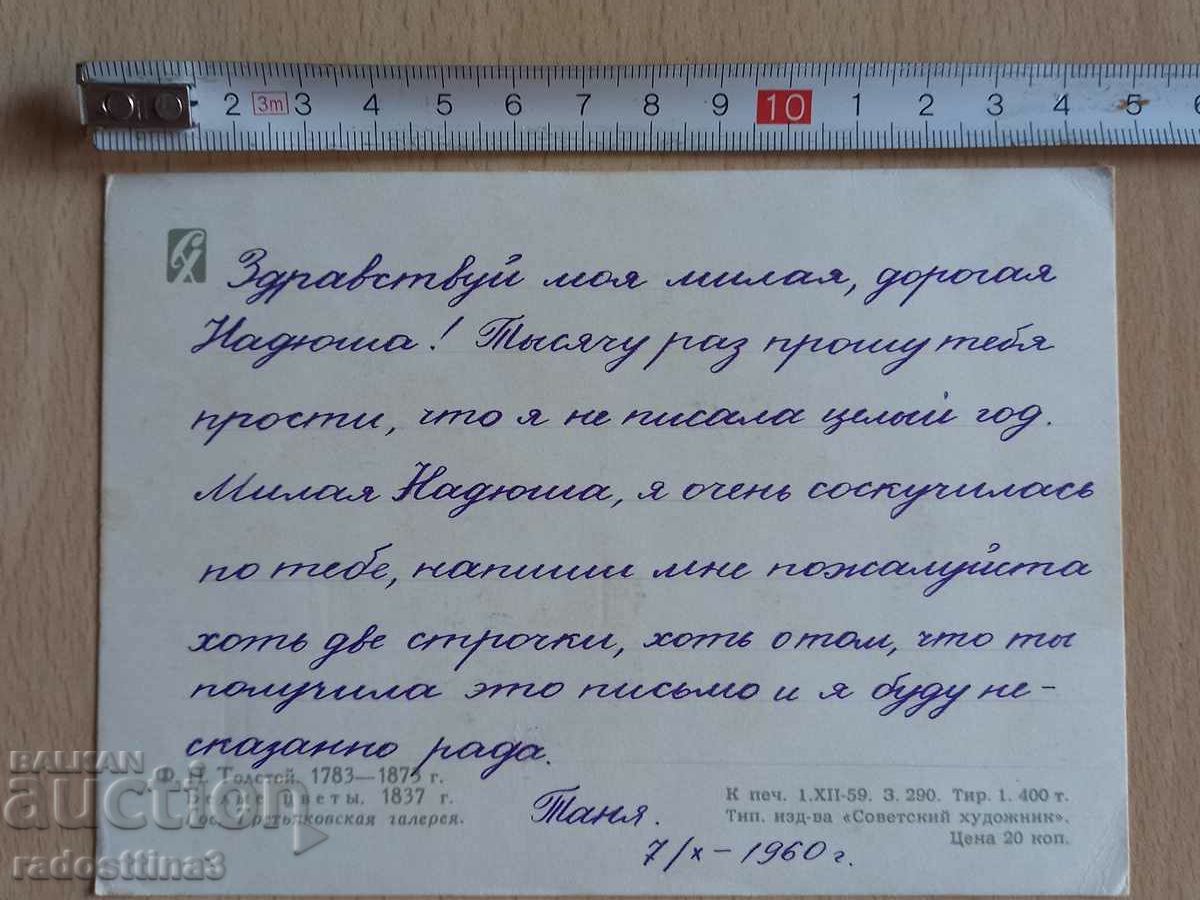 2 3m 3 4 5 6 7 8 9 10 1 2 3 4 5 6
СХ
Здравствуй моя милая, дорогая
Надюша! Тысячу раз прошу тебя
прости, что я не писала целый год.
Милая Надюша, я очень соскучилась
по тебе, напиши мне пожалуйста
хоть две строчки, хоть о том, что ты
получила это письмо и я буду не-
сказанно рада.
Таня.
7/X-1960г.
Ф. П. Толстой. 1783—1873 г.
Белые цветы. 1837 г.
Гос. Третьяковская галерея.
К печ. 1.XII-59. З. 290. Тир. 1.400 т.
Тип. изд-ва «Советский художник».
Цена 20 коп.
BALKAN
auction
radosttina3